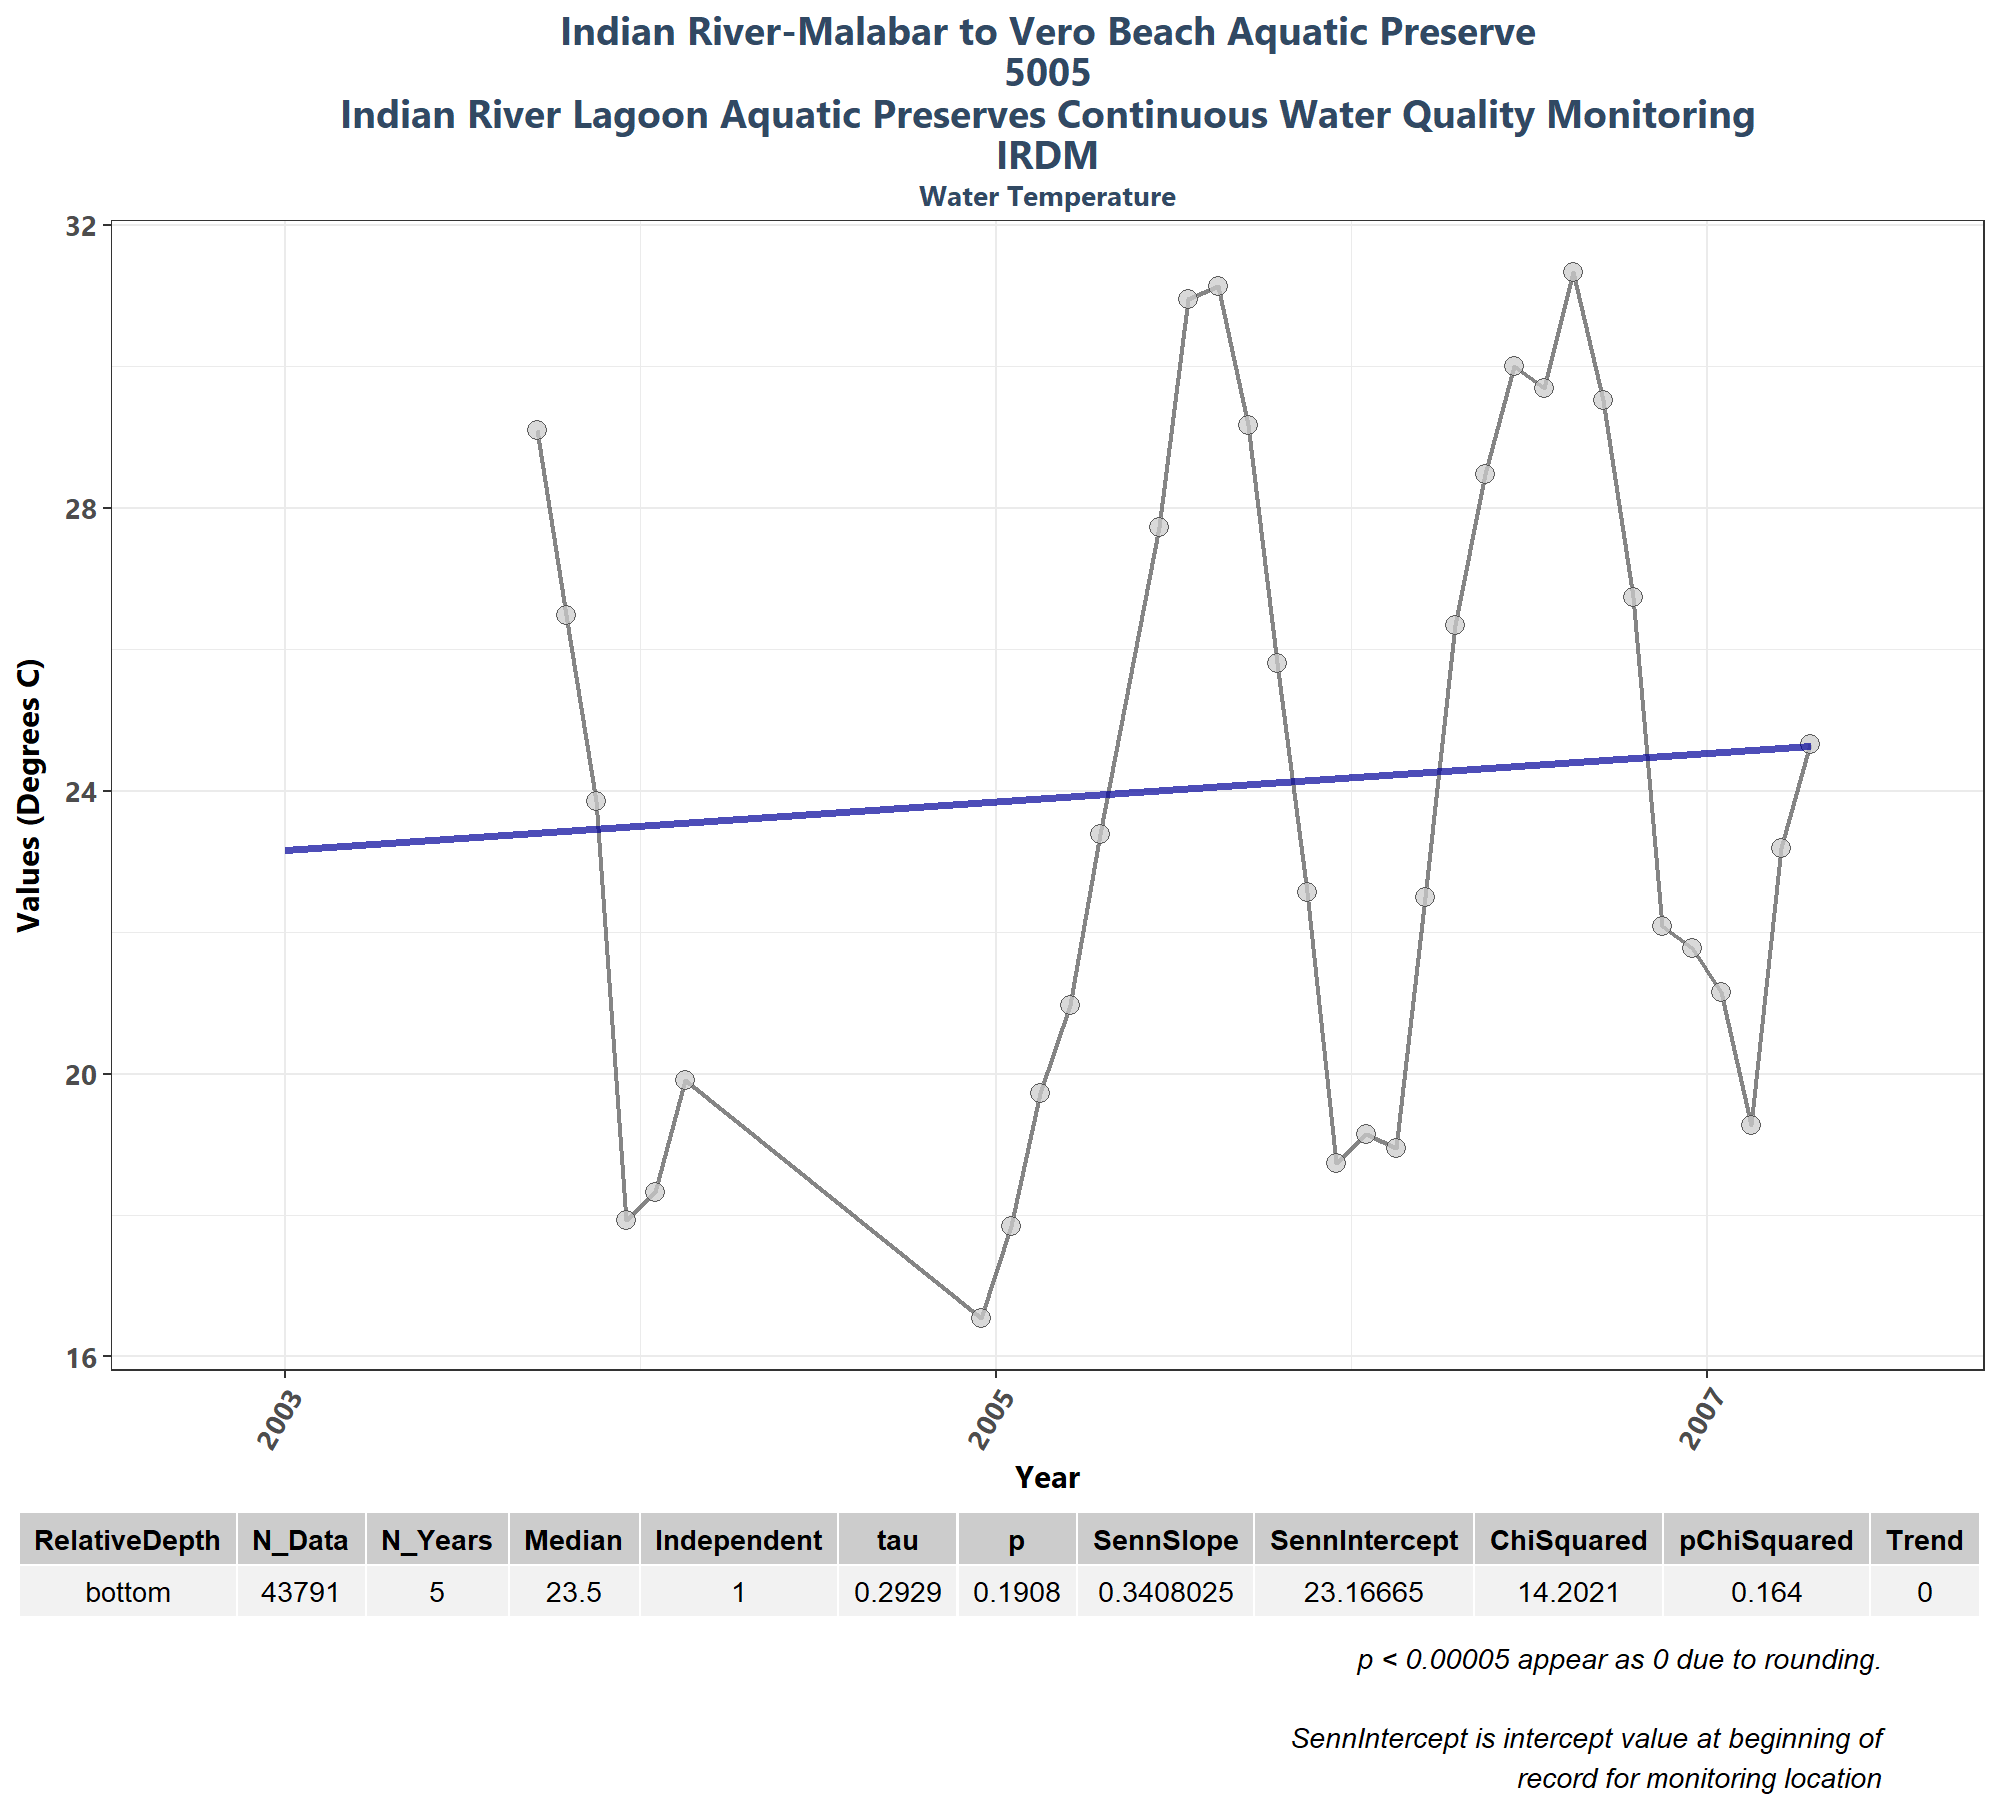 Indian River-Malabar to Vero Beach Aquatic Preserve
5005
Indian River Lagoon Aquatic Preserves Continuous Water Quality Monitoring
IRDM
Water Temperature
32
28
24
20
16
Values (Degrees C)
2003 2005 2007
Year
RelativeDepth N_Data N_Years Median Independent tau p SennSlope SennIntercept ChiSquared pChiSquared Trend
bottom 43791 5 23.5 1 0.2929 0.1908 0.3408025 23.16665 14.2021 0.164 0
p < 0.00005 appear as 0 due to rounding.
SennIntercept is intercept value at beginning of
record for monitoring location